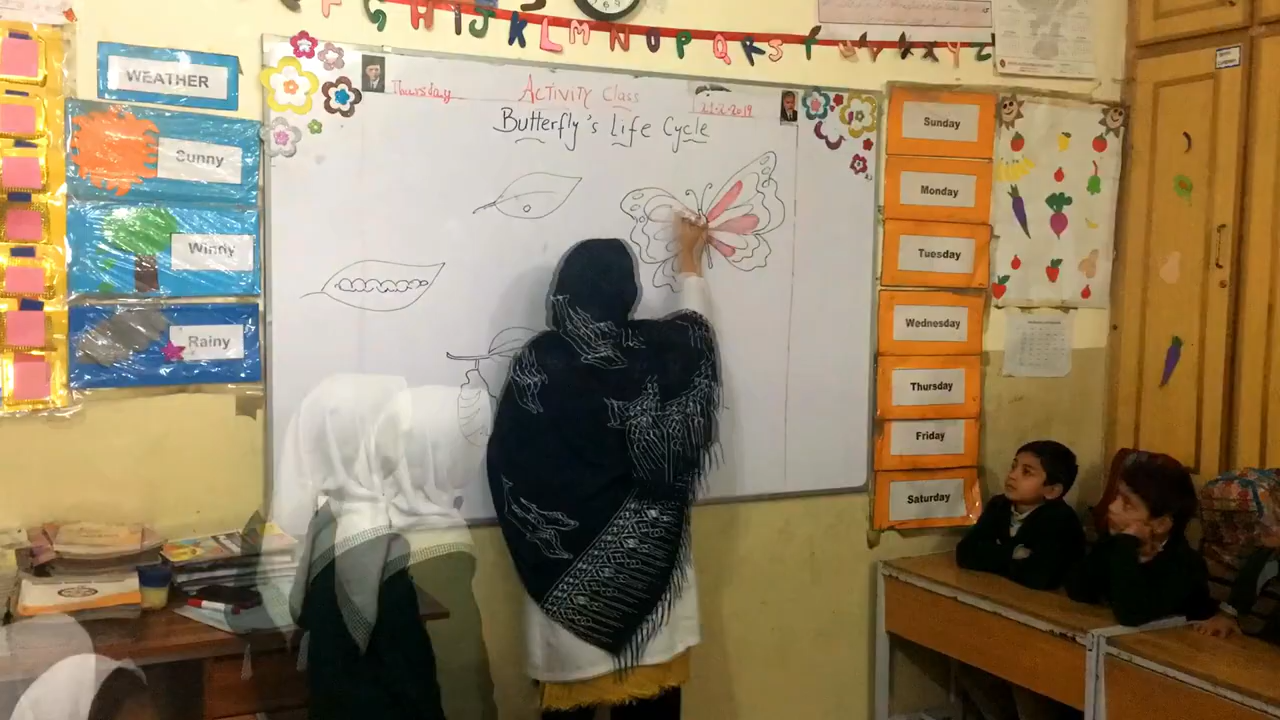 F G H I J K L M N O P Q R S T U V W X Y Z
WEATHER
Sunny
Windy
Rainy
Thursday
Activity Class
21-2-2019
Butterfly's Life Cycle
Sunday
Monday
Tuesday
Wednesday
Thursday
Friday
Saturday